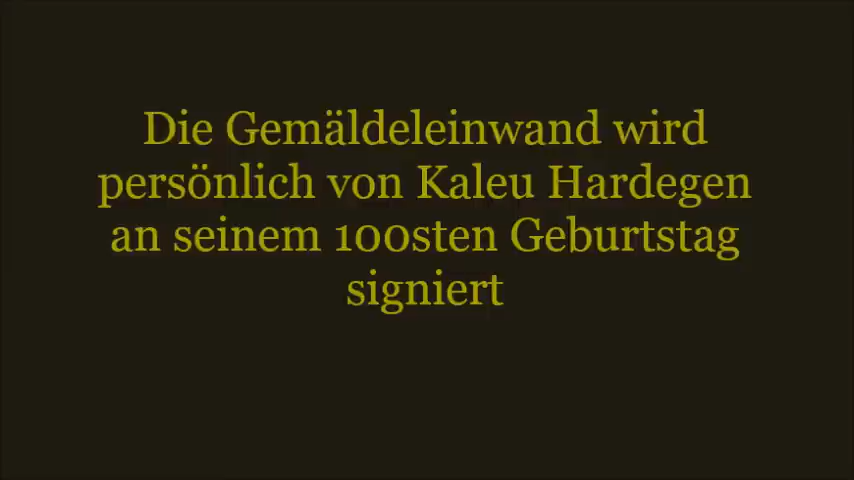 Die Gemäldeleinwand wird
persönlich von Kaleu Hardegen
an seinem 100sten Geburtstag
signiert